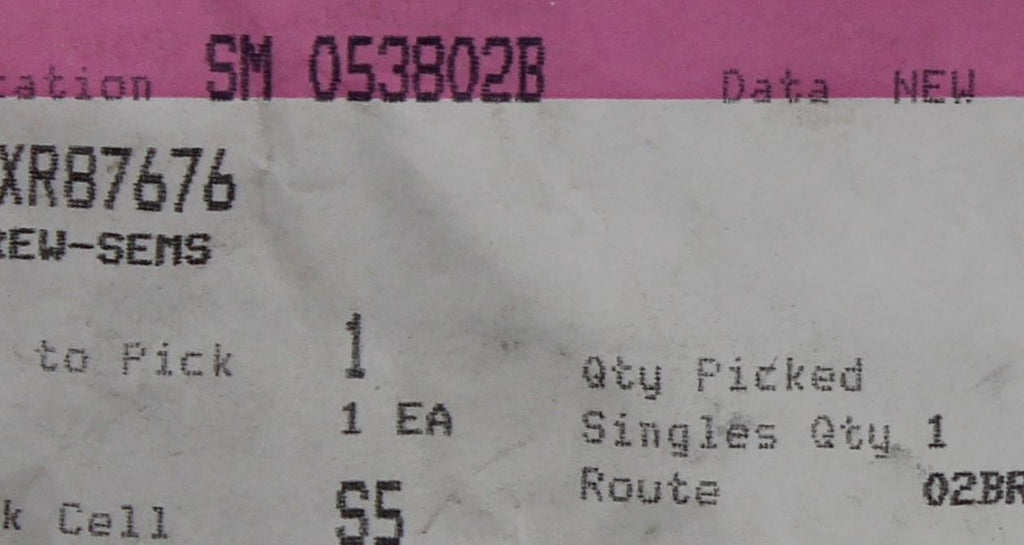 ation SM 053802B Data NEW
XR87676
REW-SEMS
to Pick 1
1 EA
Qty Picked
Singles Qty 1
Route 02BR
k Cell S5